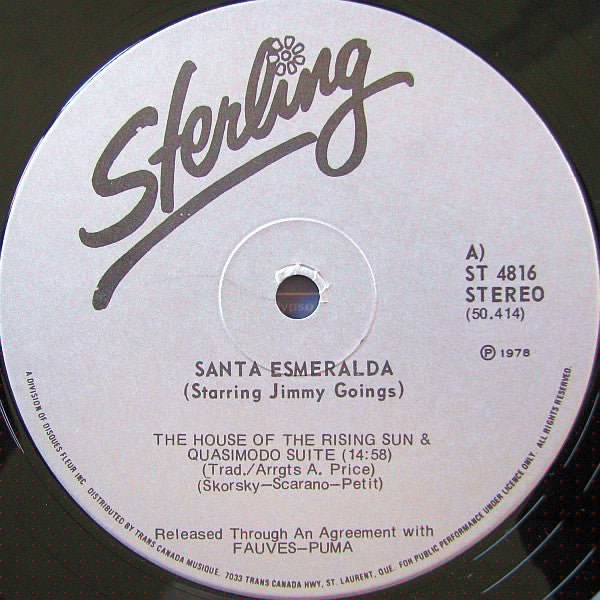 Sterling
A)
ST 4816
STEREO
(50.414)
℗ 1978
SANTA ESMERALDA
(Starring Jimmy Goings)
THE HOUSE OF THE RISING SUN &
QUASIMODO SUITE (14:58)
(Trad./Arrgts A. Price)
(Skorsky-Scarano-Petit)
Released Through An Agreement with
FAUVES-PUMA
A DIVISION OF DISQUES FLEUR INC. DISTRIBUTED BY TRANS CANADA MUSIQUE. 7033 TRANS CANADA HWY, ST. LAURENT, QUE. FOR PUBLIC PERFORMANCE UNDER LICENCE ONLY. ALL RIGHTS RESERVED.